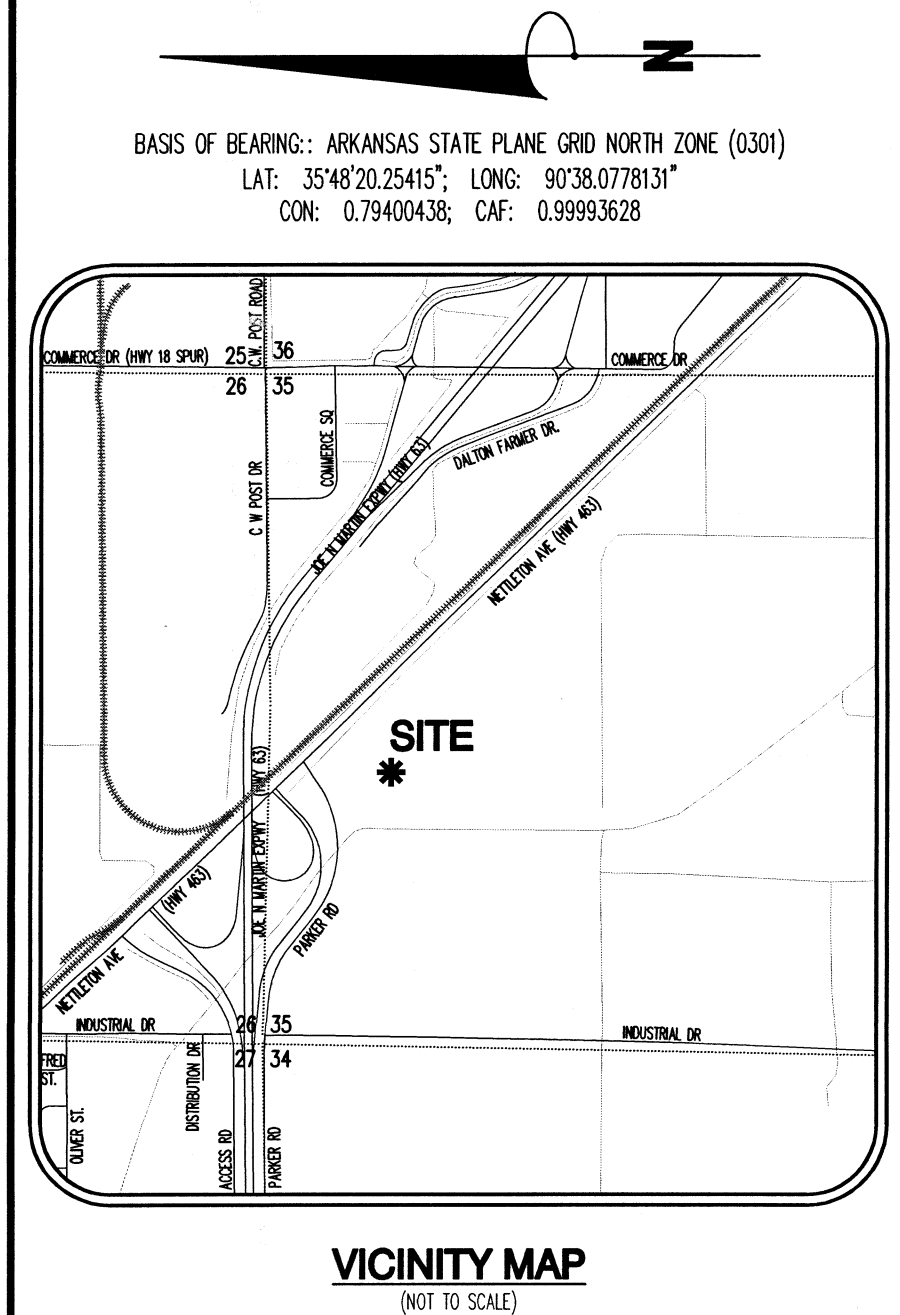 N
BASIS OF BEARING:: ARKANSAS STATE PLANE GRID NORTH ZONE (0301)
LAT: 35°48'20.25415"; LONG: 90°38.0778131"
CON: 0.79400438; CAF: 0.99993628
C.W. POST ROAD
COMMERCE DR (HWY 18 SPUR)
25
36
COMMERCE DR
26
35
COMMERCE SQ
C W POST DR
JOE N MARTIN EXPWY (HWY 63)
DALTON FARMER DR.
NETTLETON AVE (HWY 463)
SITE
JOE N MARTIN EXPWY (HWY 63)
NETTLETON AVE (HWY 463)
PARKER RD
INDUSTRIAL DR
26
35
INDUSTRIAL DR
27
34
FRED
ST.
OLIVER ST.
DISTRIBUTION DR
ACCESS RD
PARKER RD
VICINITY MAP
(NOT TO SCALE)